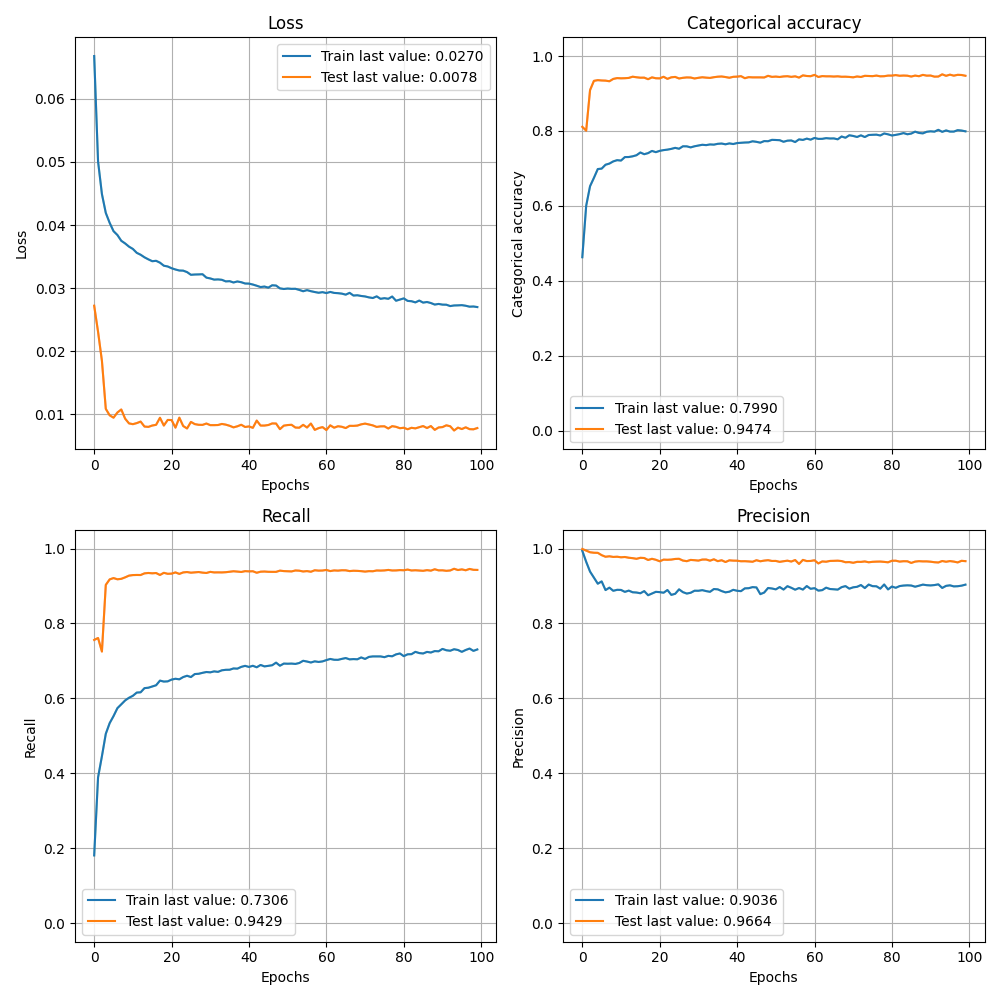 Loss
Train last value: 0.0270
Test last value: 0.0078
0.06
0.05
0.04
0.03
0.02
0.01
Loss
0
20
40
60
80
100
Epochs
Categorical accuracy
1.0
0.8
0.6
0.4
0.2
0.0
Categorical accuracy
Train last value: 0.7990
Test last value: 0.9474
0
20
40
60
80
100
Epochs
Recall
1.0
0.8
0.6
0.4
0.2
0.0
Recall
Train last value: 0.7306
Test last value: 0.9429
0
20
40
60
80
100
Epochs
Precision
1.0
0.8
0.6
0.4
0.2
0.0
Precision
Train last value: 0.9036
Test last value: 0.9664
0
20
40
60
80
100
Epochs